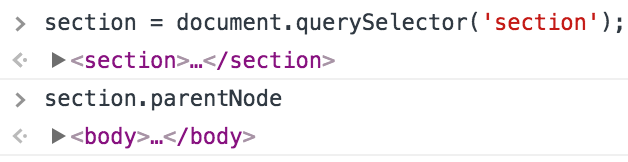 section = document.querySelector('section');
<section>…</section>
section.parentNode
<body>…</body>